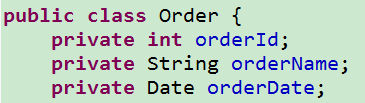 public class Order {
    private int orderId;
    private String orderName;
    private Date orderDate;